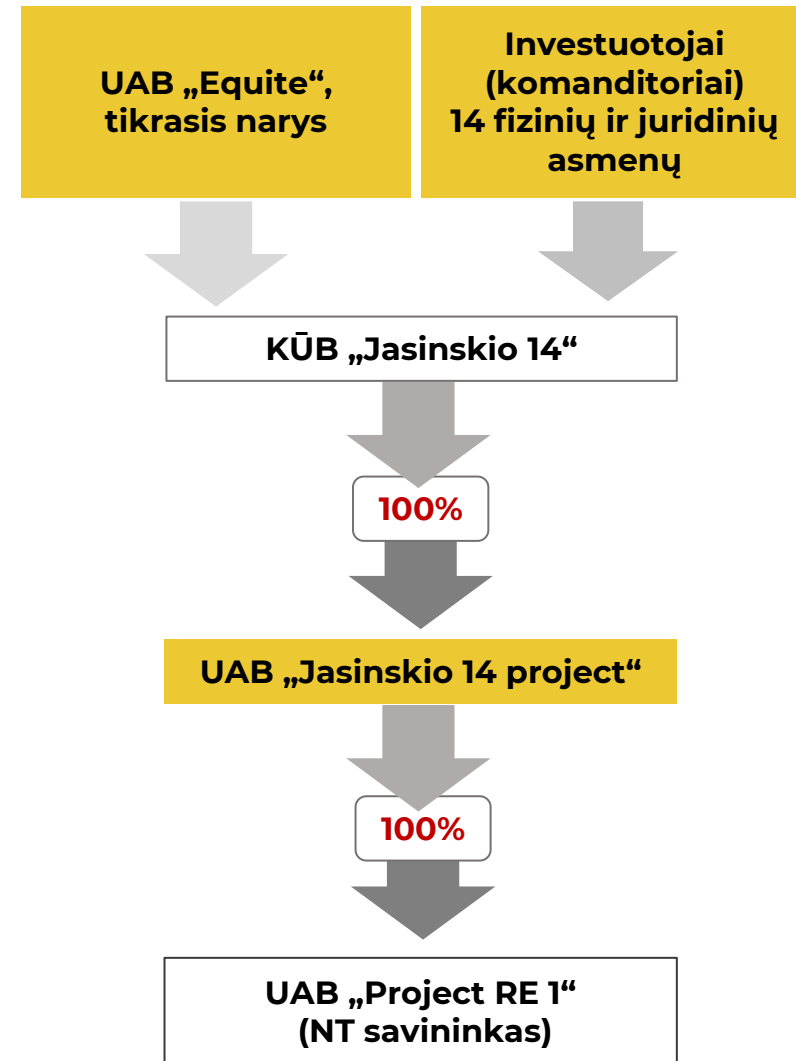 UAB „Equite“,
tikrasis narys
Investuotojai
(komanditoriai)
14 fizinių ir juridinių
asmenų
KŪB „Jasinskio 14“
100%
UAB „Jasinskio 14 project“
100%
UAB „Project RE 1“
(NT savininkas)